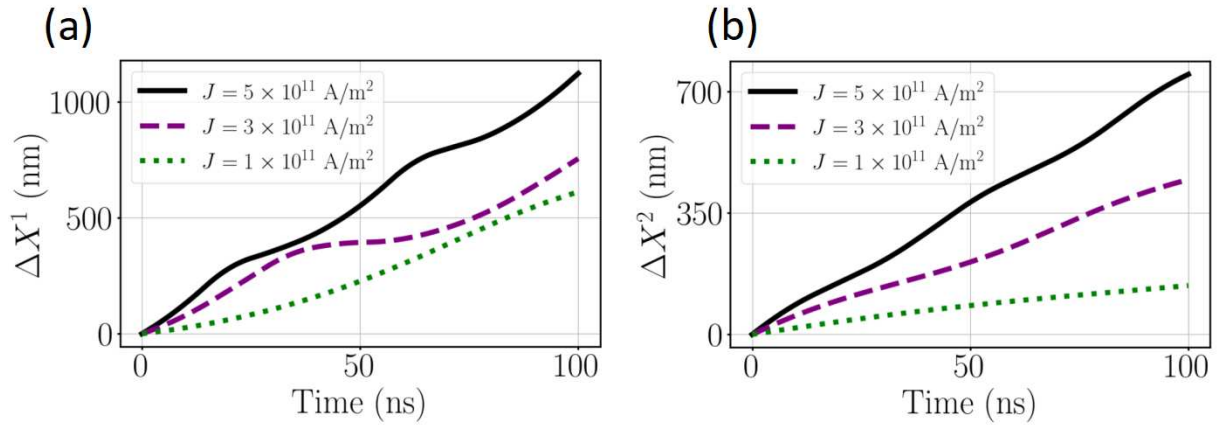 (a)
J = 5 × 10¹¹ A/m²
J = 3 × 10¹¹ A/m²
J = 1 × 10¹¹ A/m²
1000
500
0
ΔX¹ (nm)
0 50 100
Time (ns)
(b)
J = 5 × 10¹¹ A/m²
J = 3 × 10¹¹ A/m²
J = 1 × 10¹¹ A/m²
700
350
0
ΔX² (nm)
0 50 100
Time (ns)